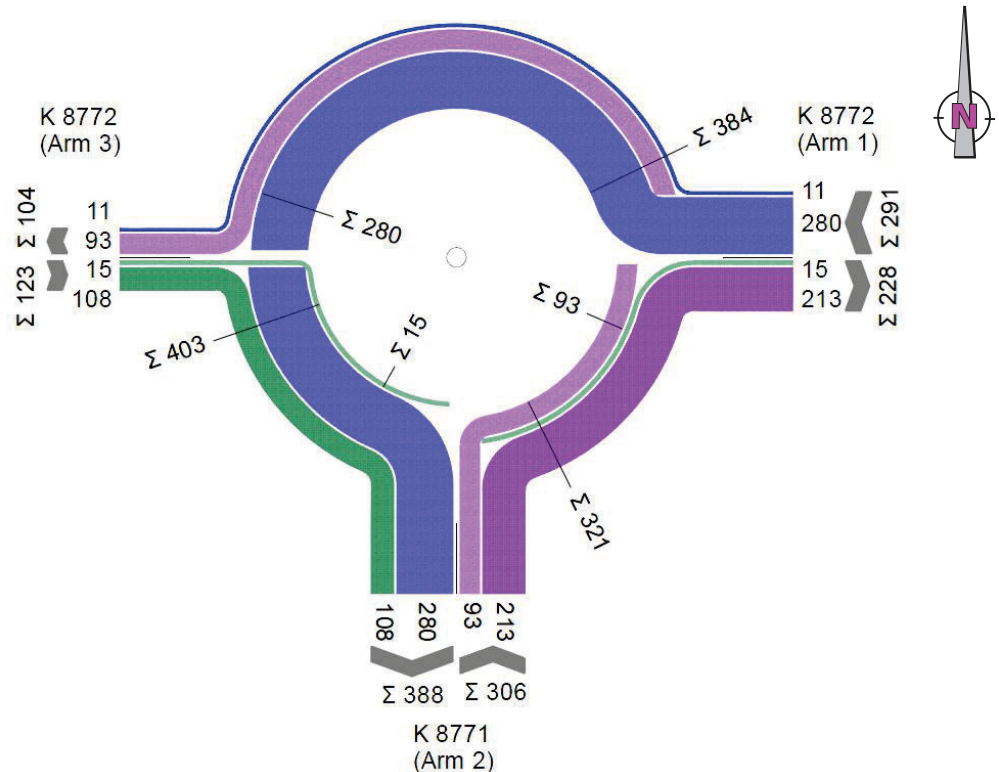 N
K 8772
(Arm 3)
K 8772
(Arm 1)
Σ 384
Σ 104
11
93
Σ 123
15
108
Σ 280
11
280
Σ 291
15
213
Σ 228
Σ 93
Σ 403
Σ 15
Σ 321
108
280
93
213
Σ 388
Σ 306
K 8771
(Arm 2)